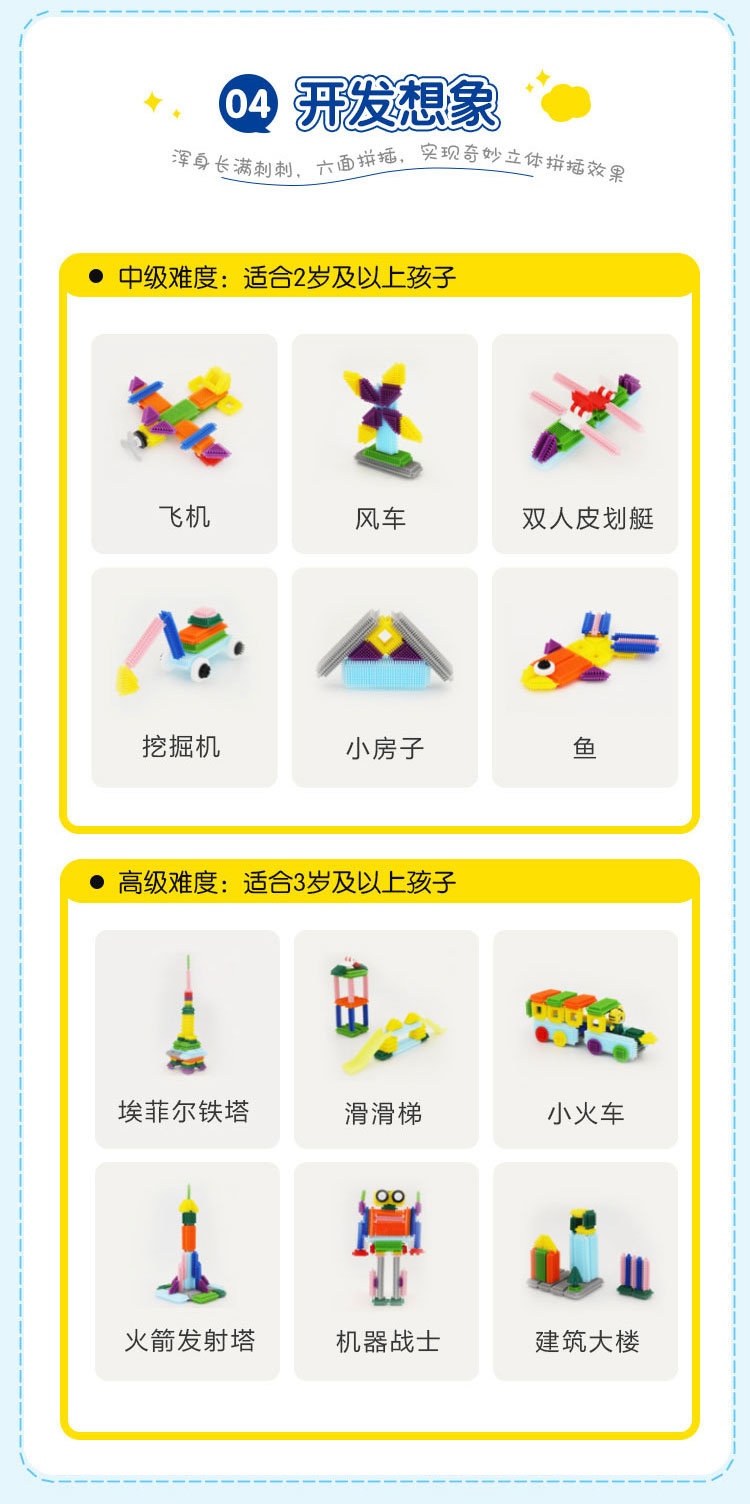 04 开发想象
浑身长满刺刺，六面拼插，实现奇妙立体拼插效果
● 中级难度：适合2岁及以上孩子
飞机
风车
双人皮划艇
挖掘机
小房子
鱼
● 高级难度：适合3岁及以上孩子
埃菲尔铁塔
滑滑梯
小火车
火箭发射塔
机器战士
建筑大楼